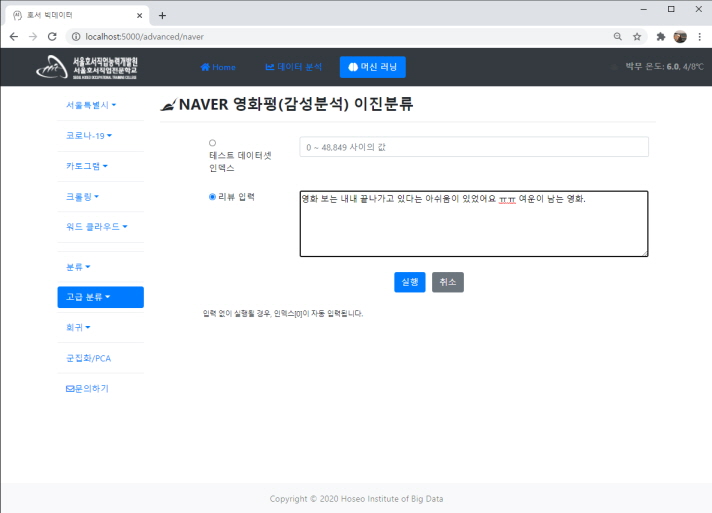 호서 빅데이터
localhost:5000/advanced/naver
서울호서직업능력개발원
서울호서직업전문학교
Home
데이터 분석
머신 러닝
박무 온도: 6.0, 4/8℃
서울특별시
코로나-19
카토그램
크롤링
워드 클라우드
분류
고급 분류
회귀
군집화/PCA
문의하기
NAVER 영화평(감성분석) 이진분류
테스트 데이터셋
인덱스
0 ~ 48,849 사이의 값
리뷰 입력
영화 보는 내내 끝나가고 있다는 아쉬움이 있었어요 ㅠㅠ 여운이 남는 영화.
실행
취소
입력 없이 실행될 경우, 인덱스[0]이 자동 입력됩니다.
Copyright © 2020 Hoseo Institute of Big Data